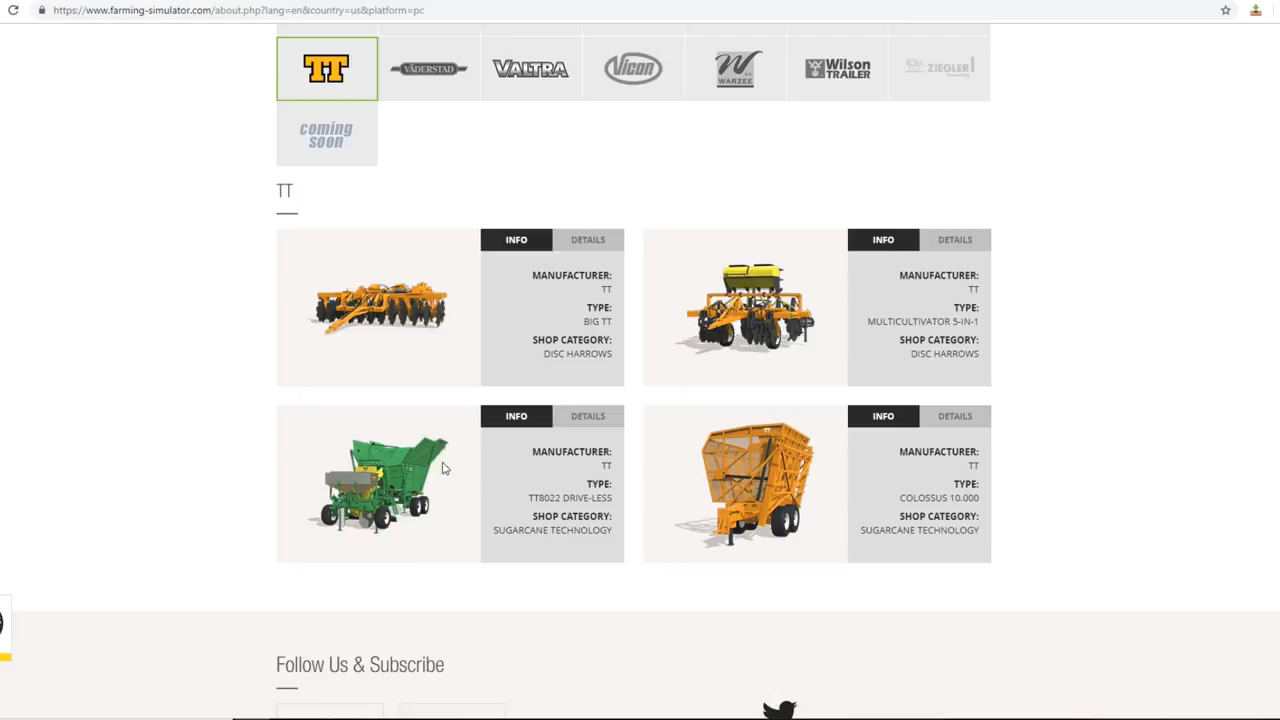 https://www.farming-simulator.com/about.php?lang=en&country=us&platform=pc
TT
VÄDERSTAD
VALTRA
Vicon
W
WARZEE
Wilson
TRAILER
ZIEGLER
coming
soon
TT
INFO
DETAILS
MANUFACTURER:
TT
TYPE:
BIG TT
SHOP CATEGORY:
DISC HARROWS
INFO
DETAILS
MANUFACTURER:
TT
TYPE:
MULTICULTIVATOR 5-IN-1
SHOP CATEGORY:
DISC HARROWS
INFO
DETAILS
MANUFACTURER:
TT
TYPE:
TT8022 DRIVE-LESS
SHOP CATEGORY:
SUGARCANE TECHNOLOGY
INFO
DETAILS
MANUFACTURER:
TT
TYPE:
COLOSSUS 10.000
SHOP CATEGORY:
SUGARCANE TECHNOLOGY
Follow Us & Subscribe